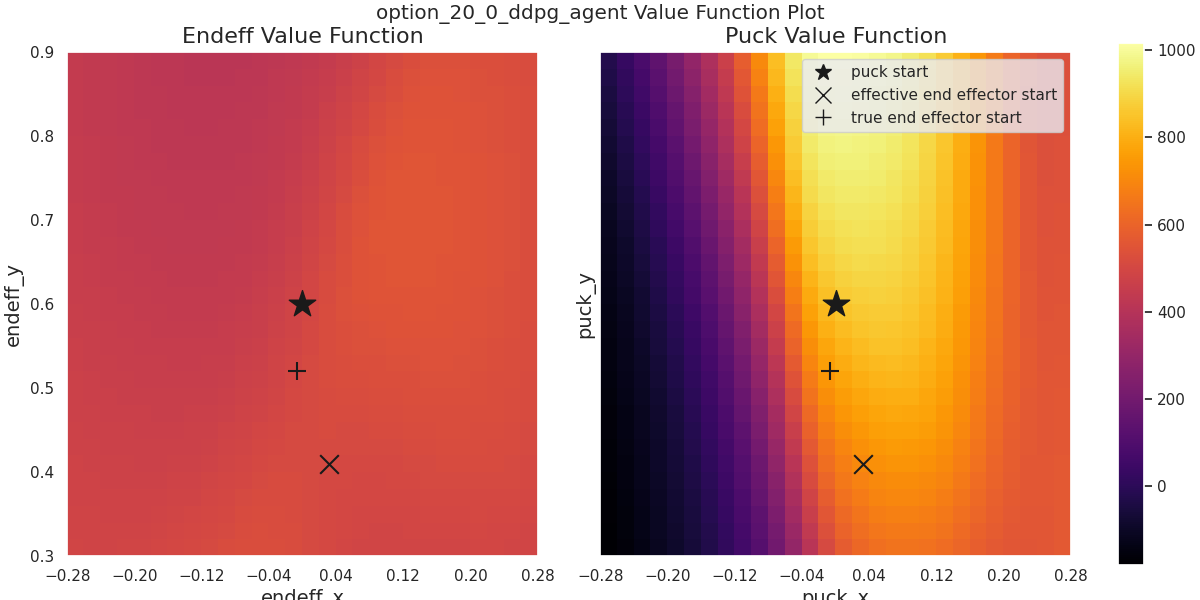 option_20_0_ddpg_agent Value Function Plot
Endeff Value Function
Puck Value Function
puck start
effective end effector start
true end effector start
0.9
0.8
0.7
0.6
0.5
0.4
0.3
endeff_y
−0.28 −0.20 −0.12 −0.04 0.04 0.12 0.20 0.28
endeff_x
puck_y
−0.28 −0.20 −0.12 −0.04 0.04 0.12 0.20 0.28
puck_x
1000
800
600
400
200
0